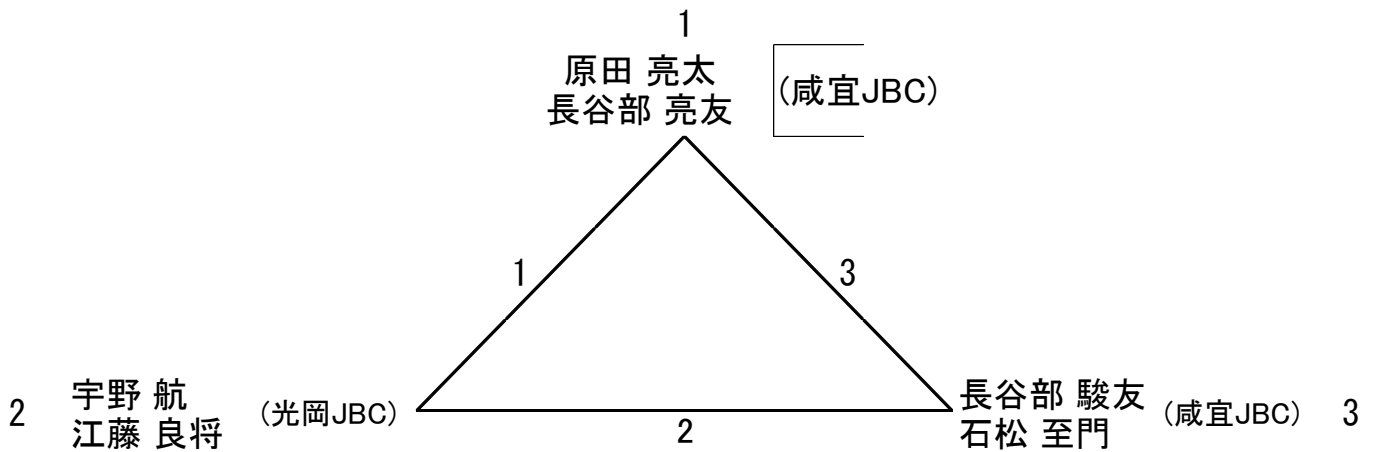 1
原田 亮太
長谷部 亮友
(咸宜JBC)
1
3
2
宇野 航
江藤 良将
(光岡JBC)
2
長谷部 駿友
石松 至門
(咸宜JBC)
3